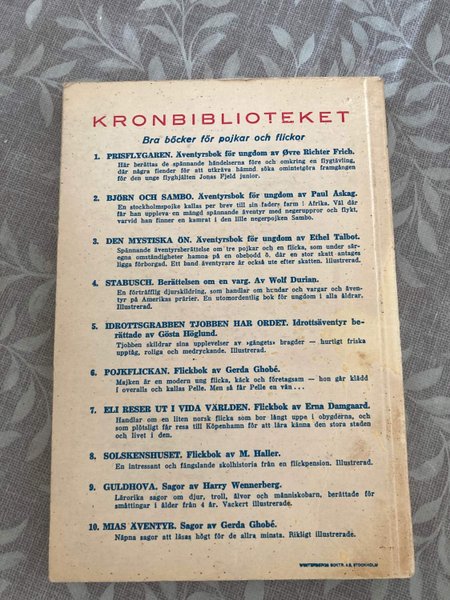 KRONBIBLIOTEKET
Bra böcker för pojkar och flickor
1. PRISFLYGAREN. Äventyrsbok för ungdom av Øvre Richter Frich.
Här berättas de spännande händelserna före och omkring en flygtävling,
där några fiender för att utkräva hämnd söka omintetgöra framgången
för den unge flyghjälten Jonas Fjeld junior.
2. BJÖRN OCH SAMBO. Äventyrsbok för ungdom av Paul Askag.
En stockholmspojke kallas per brev till sin faders farm i Afrika. Väl där
får han uppleva en mängd spännande äventyr med negeruppror och flykt,
varvid han finner en kamrat i den lille negerpojken Sambo.
3. DEN MYSTISKA ÖN. Äventyrsbok för ungdom av Ethel Talbot.
Spännande äventyrsberättelse om tre pojkar och en flicka, som under sär-
egna omständigheter hamna på en obebodd ö, där en stor skatt antages
ligga förborgad. Ett band äventyrare är också ute efter skatten. Illustrerad.
4. STABUSCH. Berättelsen om en varg. Av Wolf Durian.
En förträfflig djurskildring, som handlar om hundar och vargar och även-
tyr på Amerikas prärier. En utomordentlig bok för ungdom i alla åldrar.
Illustrerad.
5. IDROTTSGRABBEN TJOBBEN HAR ORDET. Idrottsäventyr be-
rättade av Gösta Höglund.
Tjobben skildrar sina upplevelser av »gängets» bragder — hurtigt friska
upptåg, roliga och medryckande. Illustrerad.
6. POJKFLICKAN. Flickbok av Gerda Ghobé.
Majken är en modern ung flicka, käck och företagsam — hon går klädd
i overalls och kallas Pelle. Men så får Pelle en vän...
7. ELI RESER UT I VIDA VÄRLDEN. Flickbok av Erna Damgaard.
Handlar om en liten norsk flicka som bor långt uppe i obygderna, och
som plötsligt får resa till Köpenhamn för att lära känna den stora staden
och livet i den.
8. SOLSKENSHUSET. Flickbok av M. Haller.
En intressant och fängslande skolhistoria från en flickpension. Illustrerad.
9. GULDHOVA. Sagor av Harry Wennerberg.
Lärorika sagor om djur, troll, älvor och människobarn, berättade för
småttingar i ålder från 4 år. Vackert illustrerade.
10. MIAS ÄVENTYR. Sagor av Gerda Ghobé.
Näpna sagor att läsas högt för de allra minsta. Rikligt illustrerade.
WINTERBERGS BOKTR. A.B. STOCKHOLM